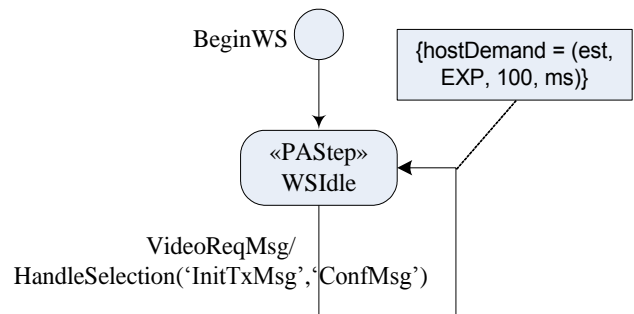 BeginWS
{hostDemand = (est,
EXP, 100, ms)}
«PAStep»
WSIdle
VideoReqMsg/
HandleSelection(‘InitTxMsg’,‘ConfMsg’)